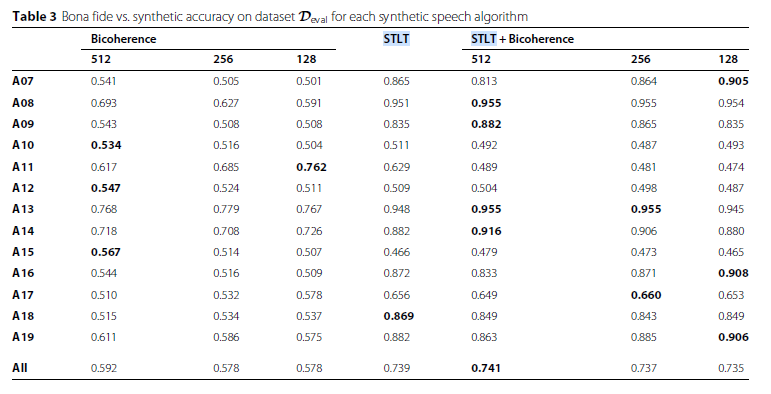 Table 3 Bona fide vs. synthetic accuracy on dataset 𝓓eval for each synthetic speech algorithm
Bicoherence STLT STLT + Bicoherence
512 256 128 512 256 128
A07 0.541 0.505 0.501 0.865 0.813 0.864 0.905
A08 0.693 0.627 0.591 0.951 0.955 0.955 0.954
A09 0.543 0.508 0.508 0.835 0.882 0.865 0.835
A10 0.534 0.516 0.504 0.511 0.492 0.487 0.493
A11 0.617 0.685 0.762 0.629 0.489 0.481 0.474
A12 0.547 0.524 0.511 0.509 0.504 0.498 0.487
A13 0.768 0.779 0.767 0.948 0.955 0.955 0.945
A14 0.718 0.708 0.726 0.882 0.916 0.906 0.880
A15 0.567 0.514 0.507 0.466 0.479 0.473 0.465
A16 0.544 0.516 0.509 0.872 0.833 0.871 0.908
A17 0.510 0.532 0.578 0.656 0.649 0.660 0.653
A18 0.515 0.534 0.537 0.869 0.849 0.843 0.849
A19 0.611 0.586 0.575 0.882 0.863 0.885 0.906
All 0.592 0.578 0.578 0.739 0.741 0.737 0.735